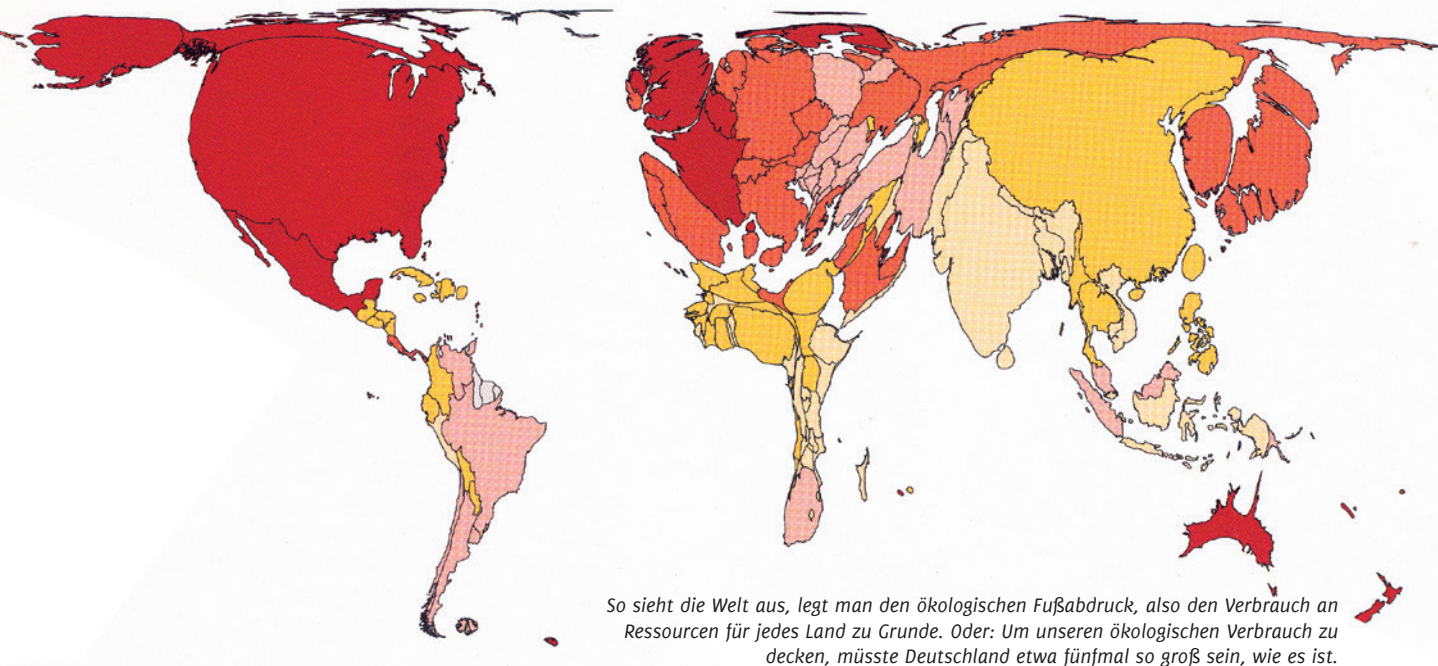 So sieht die Welt aus, legt man den ökologischen Fußabdruck, also den Verbrauch an
Ressourcen für jedes Land zu Grunde. Oder: Um unseren ökologischen Verbrauch zu
decken, müsste Deutschland etwa fünfmal so groß sein, wie es ist.